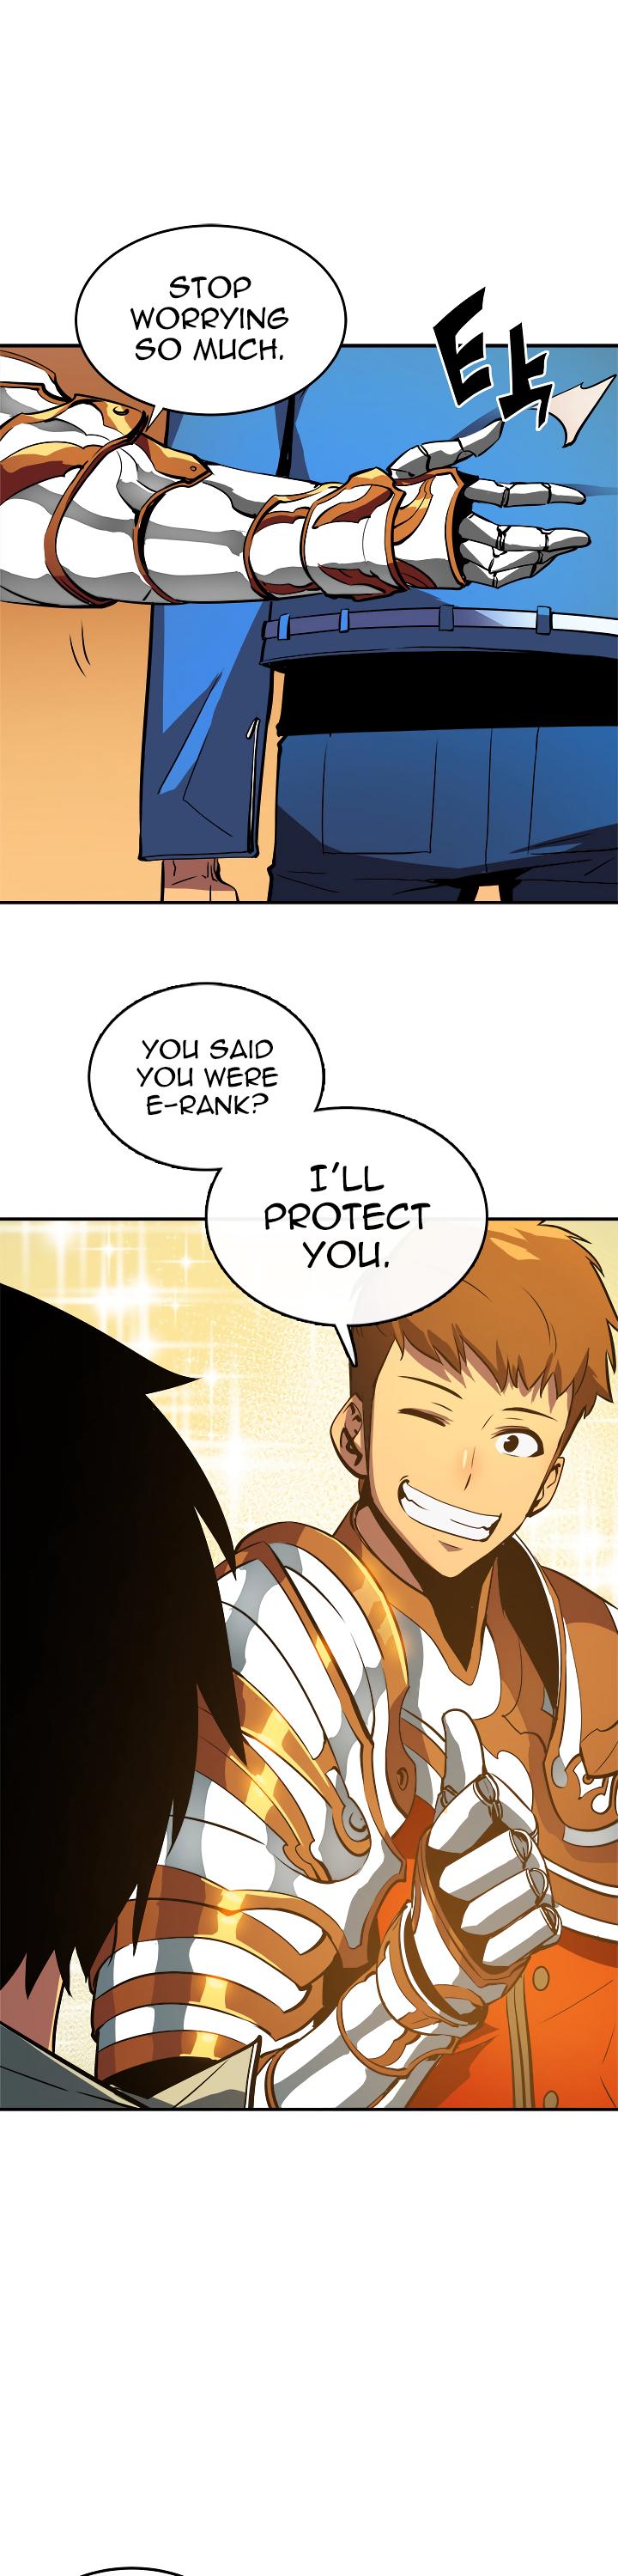 STOP
WORRYING
SO MUCH.
탁
YOU SAID
YOU WERE
E-RANK?
I'LL
PROTECT
YOU.